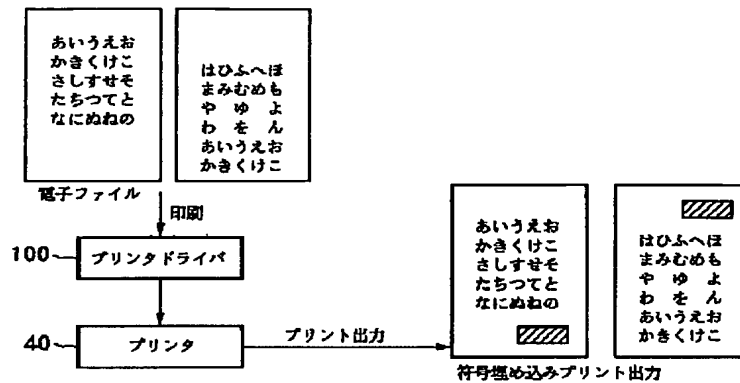 あいうえお
かきくけこ
さしすせそ
たちつてと
なにぬねの
はひふへほ
まみむめも
や ゆ よ
わ を ん
あいうえお
かきくけこ
電子ファイル
印刷
100
プリンタドライバ
40
プリンタ
プリント出力
あいうえお
かきくけこ
さしすせそ
たちつてと
なにぬねの
はひふへほ
まみむめも
や ゆ よ
わ を ん
あいうえお
かきくけこ
符号埋め込みプリント出力